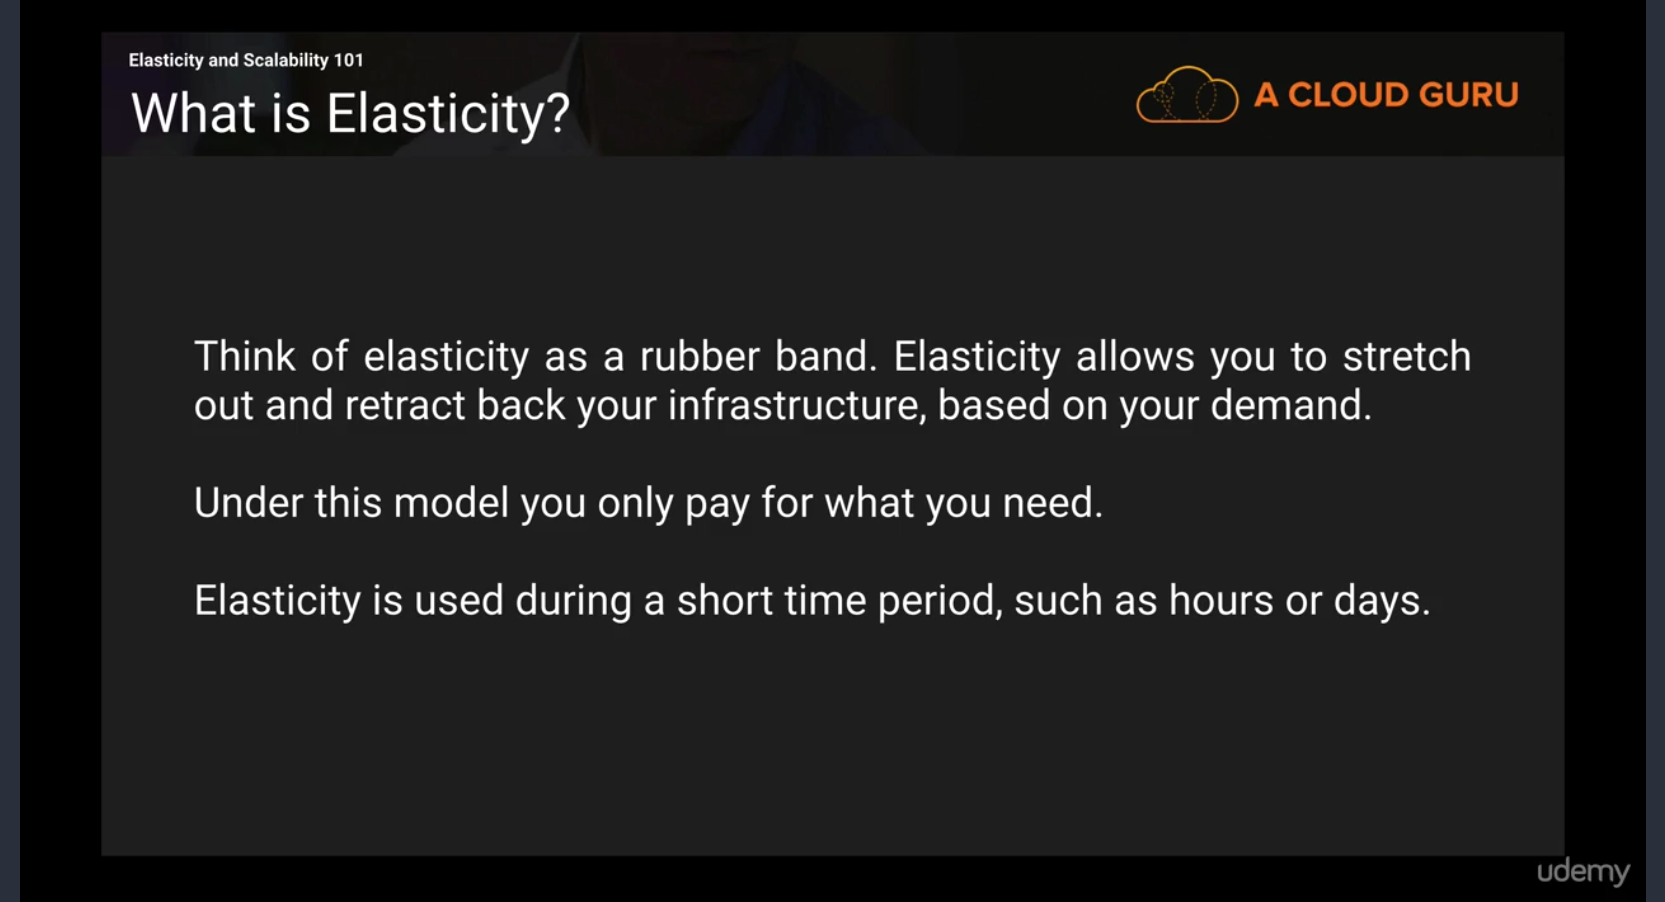 Elasticity and Scalability 101
What is Elasticity?
A CLOUD GURU
Think of elasticity as a rubber band. Elasticity allows you to stretch
out and retract back your infrastructure, based on your demand.
Under this model you only pay for what you need.
Elasticity is used during a short time period, such as hours or days.
udemy